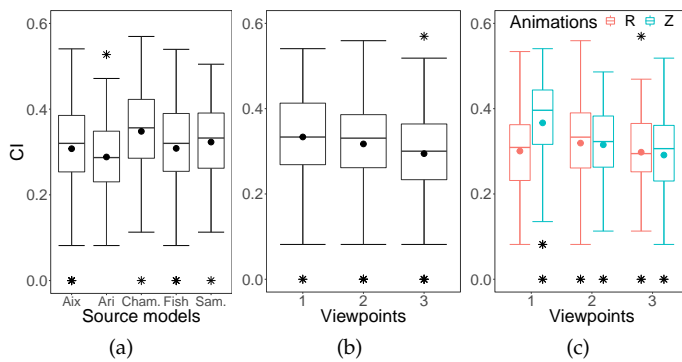 Animations R Z
0.6
0.4
0.2
0.0
CI
Aix Ari Cham. Fish Sam.
Source models
(a)
0.6
0.4
0.2
0.0
1 2 3
Viewpoints
(b)
0.6
0.4
0.2
0.0
1 2 3
Viewpoints
(c)